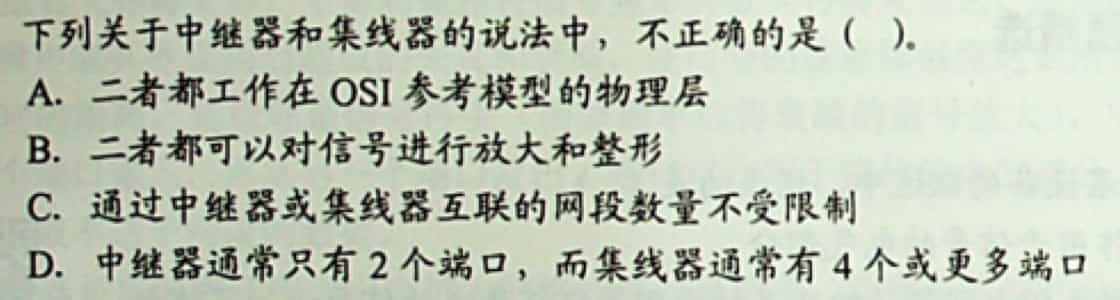 下列关于中继器和集线器的说法中，不正确的是（ ）。
A. 二者都工作在 OSI 参考模型的物理层
B. 二者都可以对信号进行放大和整形
C. 通过中继器或集线器互联的网段数量不受限制
D. 中继器通常只有 2 个端口，而集线器通常有 4 个或更多端口